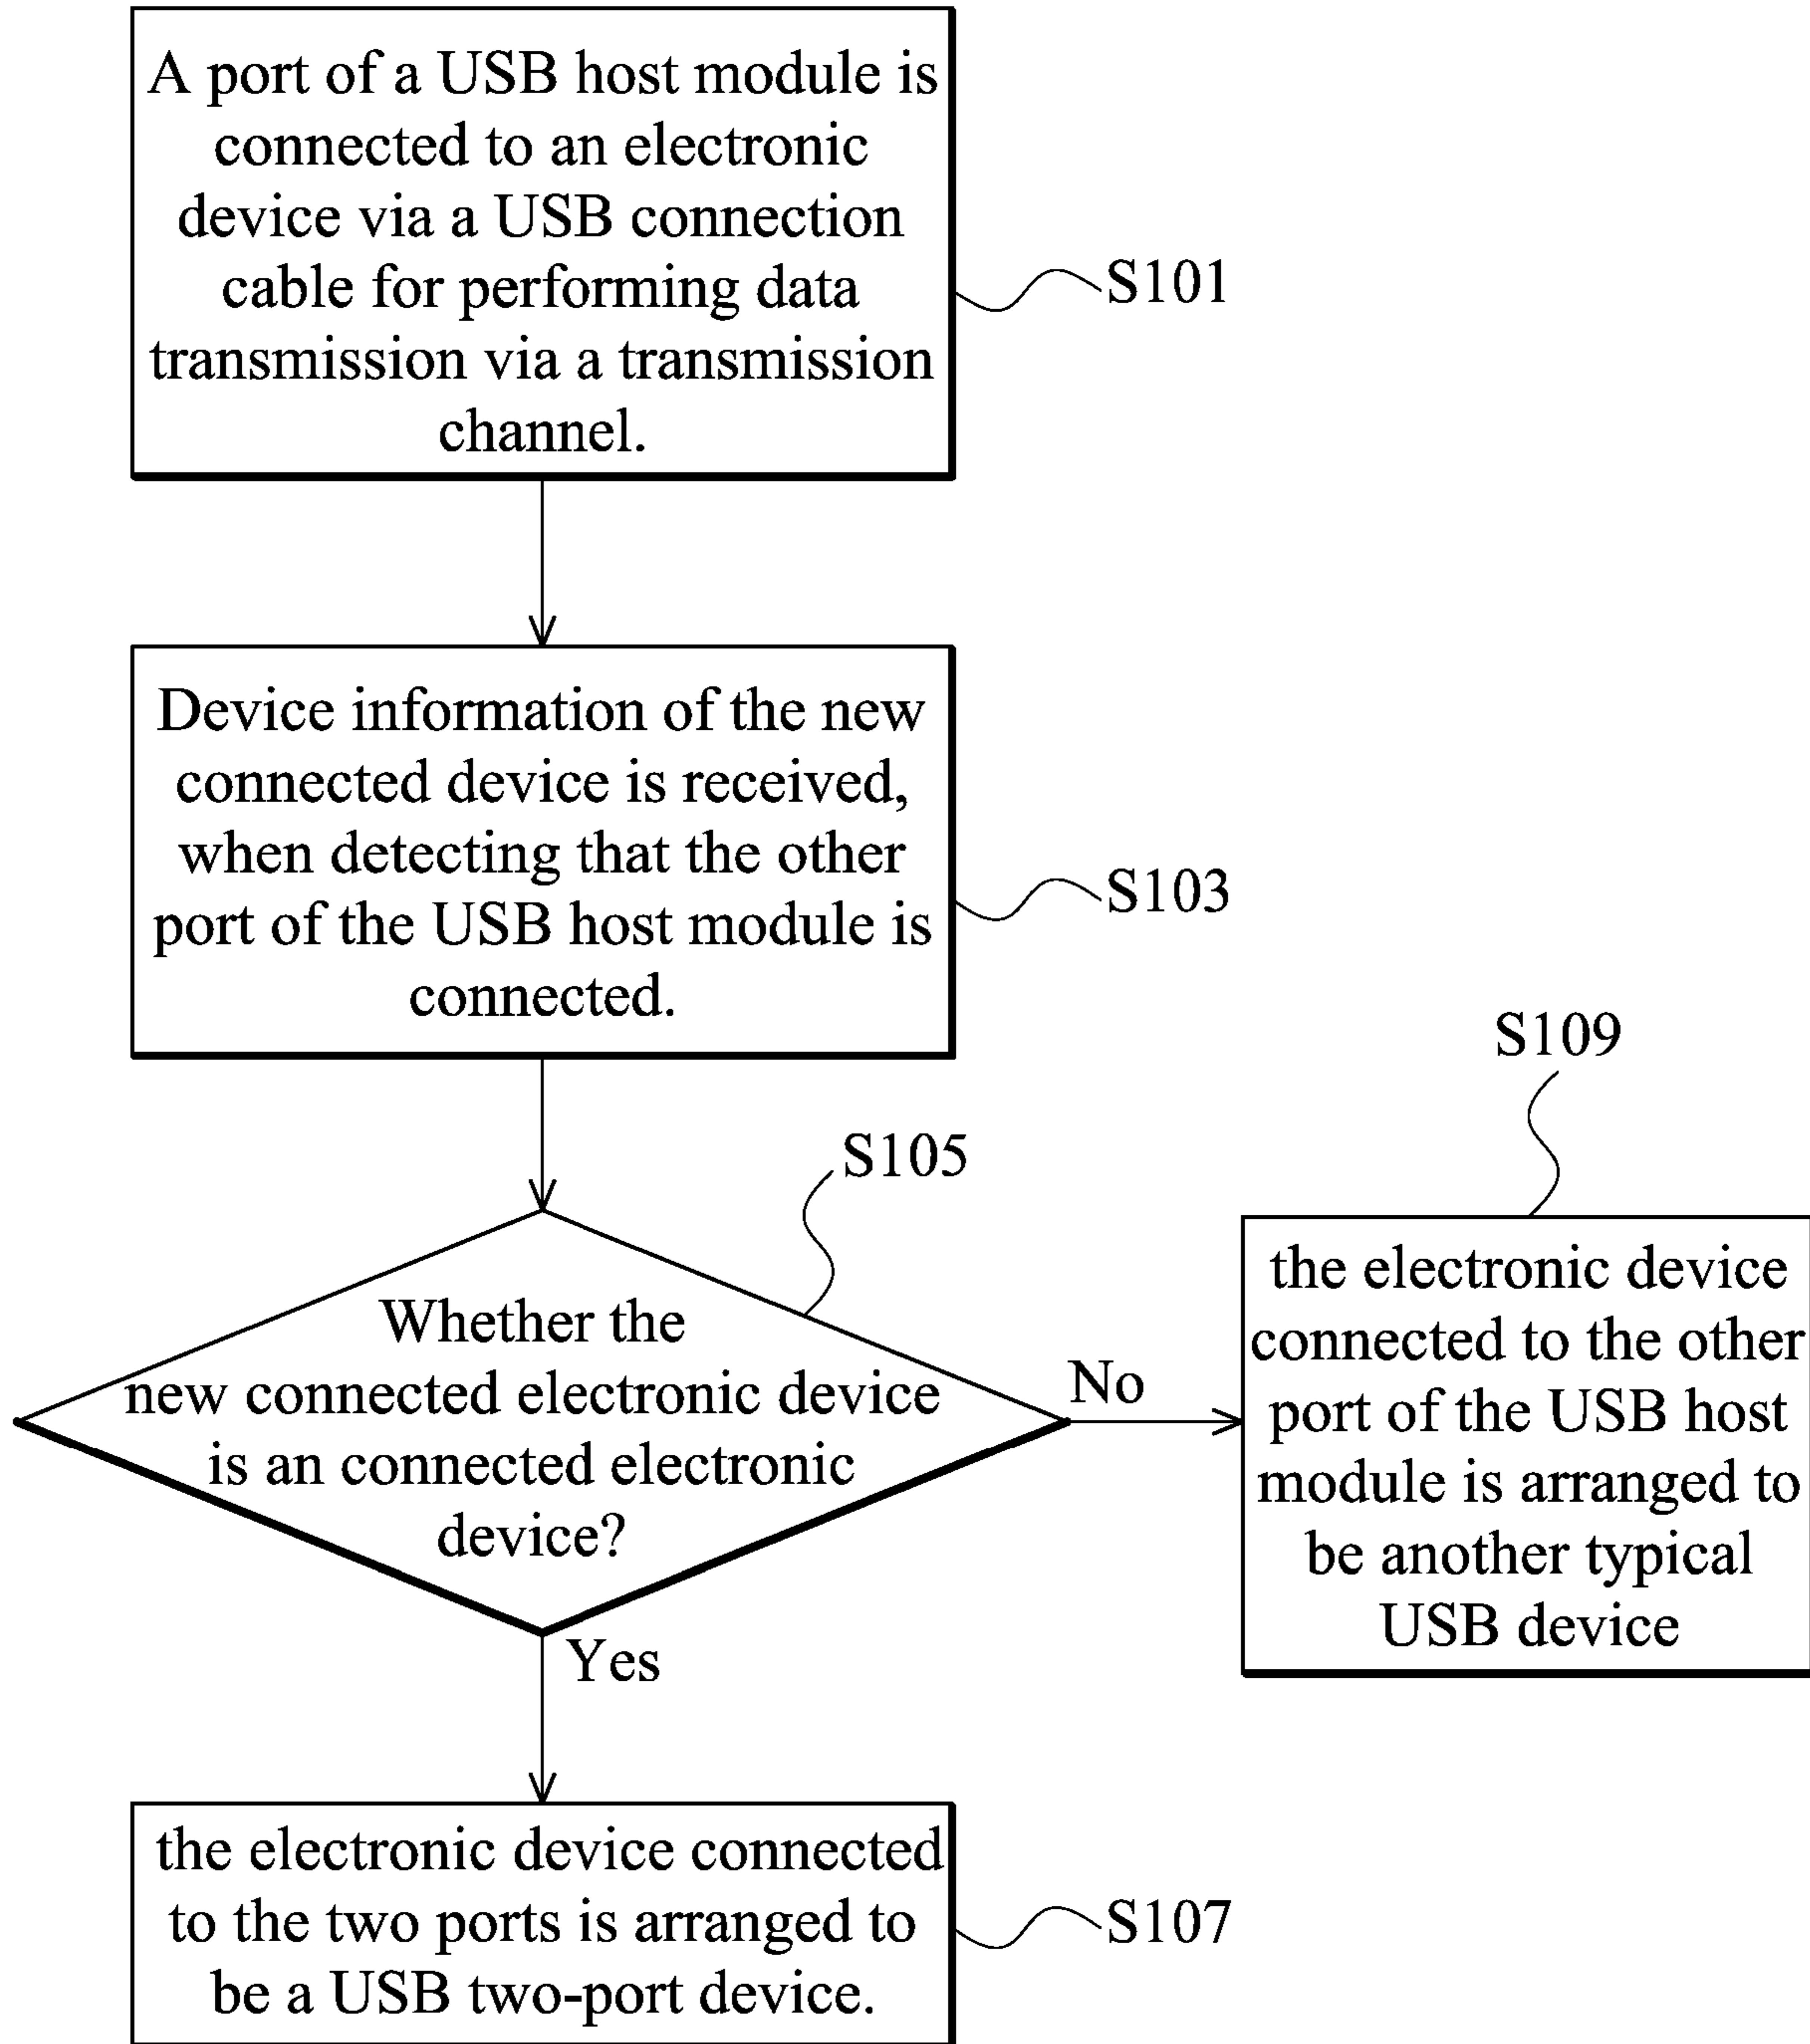 A port of a USB host module is
connected to an electronic
device via a USB connection
cable for performing data
transmission via a transmission
channel.
S101
Device information of the new
connected device is received,
when detecting that the other
port of the USB host module is
connected.
S103
S105
Whether the
new connected electronic device
is an connected electronic
device?
No
Yes
S109
the electronic device
connected to the other
port of the USB host
module is arranged to
be another typical
USB device
the electronic device connected
to the two ports is arranged to
be a USB two-port device.
S107